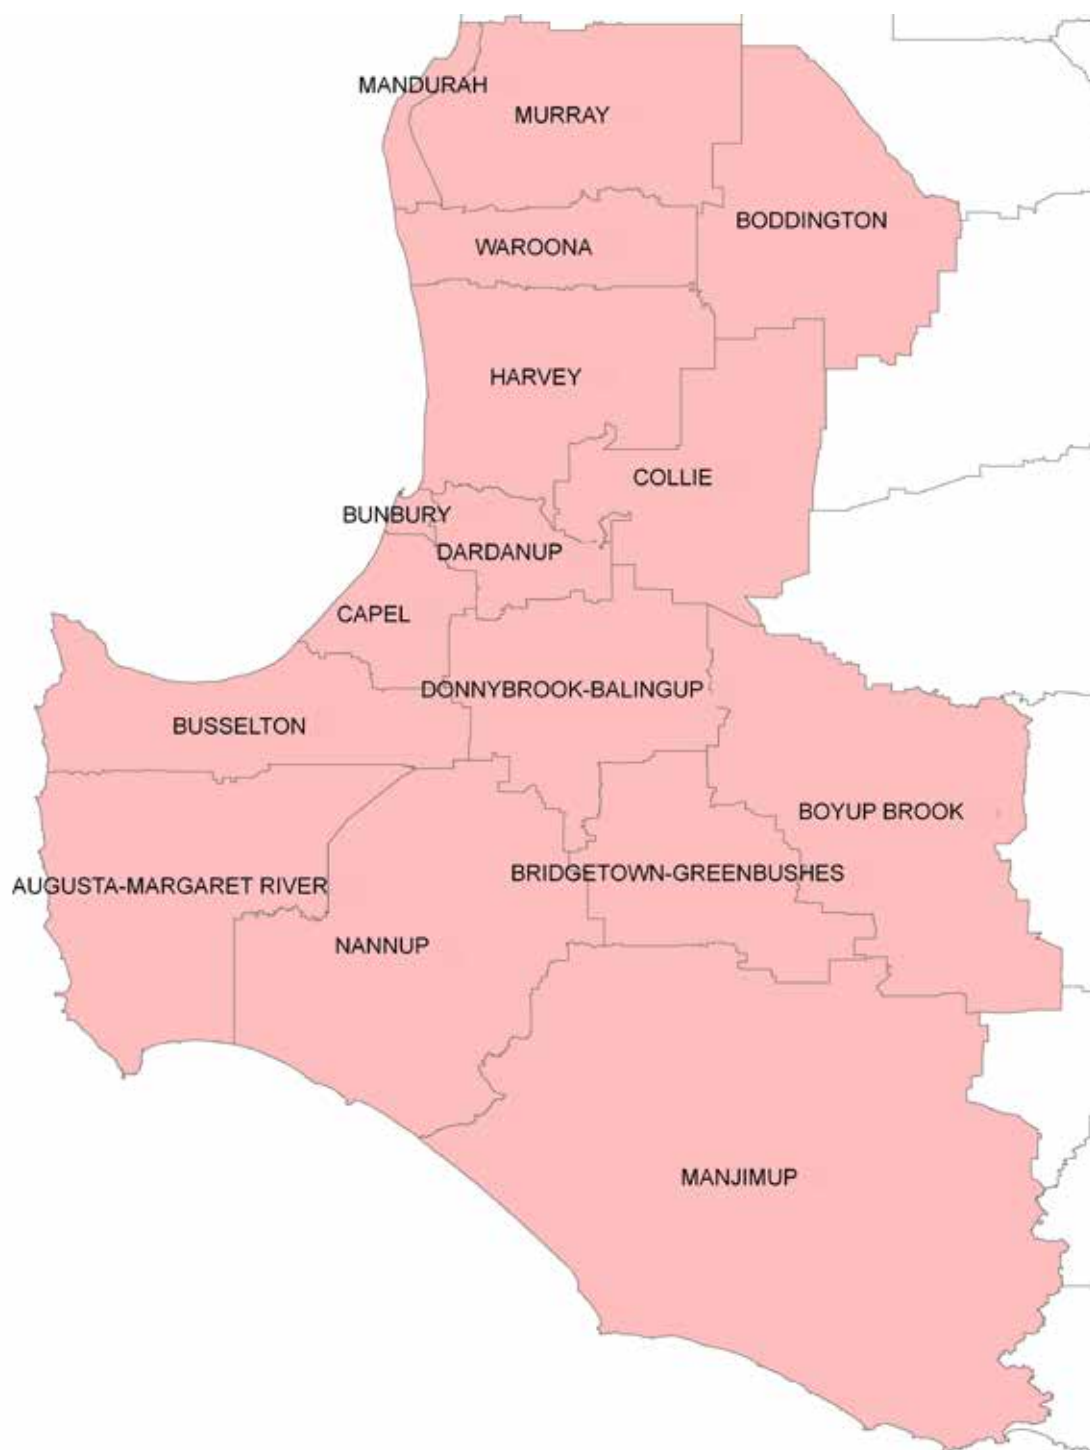 MANDURAH
MURRAY
BODDINGTON
WAROONA
HARVEY
COLLIE
BUNBURY
DARDANUP
CAPEL
DONNYBROOK-BALINGUP
BUSSELTON
BOYUP BROOK
BRIDGETOWN-GREENBUSHES
AUGUSTA-MARGARET RIVER
NANNUP
MANJIMUP